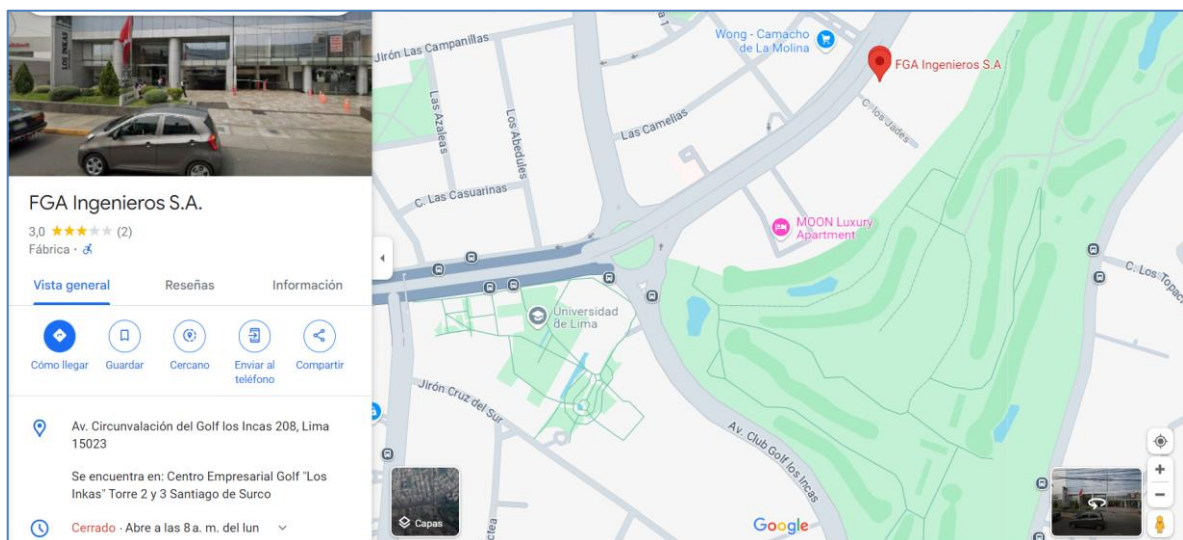 LOS INKAS
FGA Ingenieros S.A.
3,0
(2)
Fábrica ·
Vista general
Reseñas
Información
Cómo llegar
Guardar
Cercano
Enviar al
teléfono
Compartir
Av. Circunvalación del Golf los Incas 208, Lima
15023
Se encuentra en: Centro Empresarial Golf "Los
Inkas" Torre 2 y 3 Santiago de Surco
Cerrado · Abre a las 8 a. m. del lun
Jirón Las Campanillas
Las Azaleas
Los Abedules
C. Las Casuarinas
Las Camelias
Wong - Camacho
de La Molina
FGA Ingenieros S.A
C. los Jades
MOON Luxury
Apartment
C. Los Topac
Universidad
de Lima
Jirón Cruz del Sur
Av. Club Golf los Incas
ctea
Capas
Google